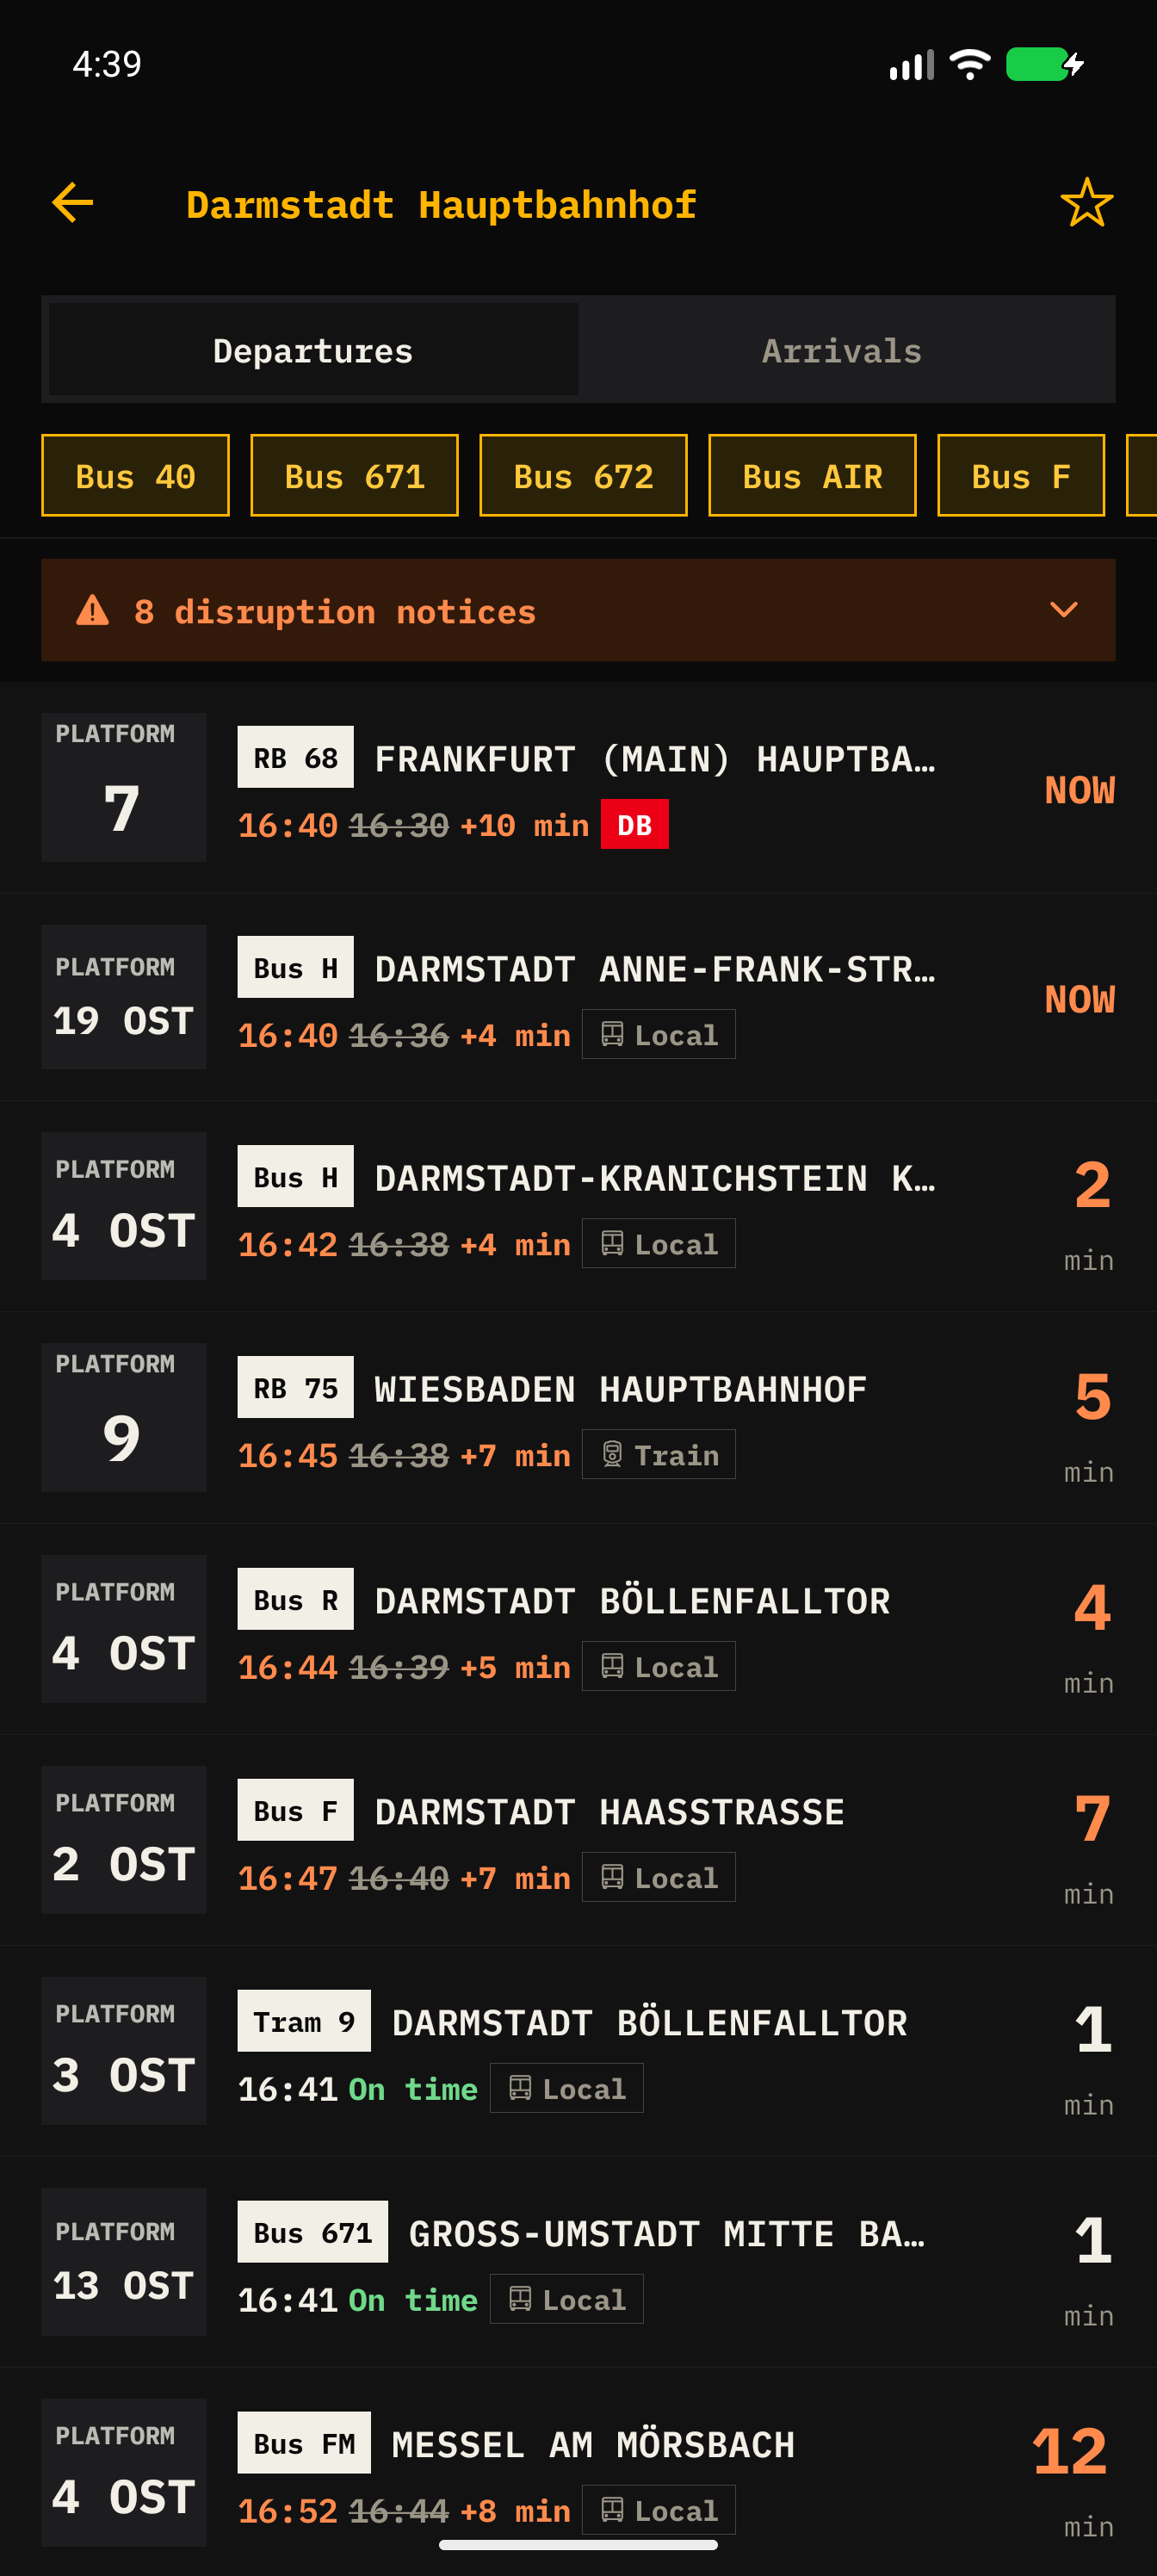 4:39
Darmstadt Hauptbahnhof
Departures Arrivals
Bus 40 Bus 671 Bus 672 Bus AIR Bus F
8 disruption notices
PLATFORM
7
RB 68 FRANKFURT (MAIN) HAUPTBA…
16:40 16:30 +10 min DB
NOW
PLATFORM
19 OST
Bus H DARMSTADT ANNE-FRANK-STR…
16:40 16:36 +4 min Local
NOW
PLATFORM
4 OST
Bus H DARMSTADT-KRANICHSTEIN K…
16:42 16:38 +4 min Local
2
min
PLATFORM
9
RB 75 WIESBADEN HAUPTBAHNHOF
16:45 16:38 +7 min Train
5
min
PLATFORM
4 OST
Bus R DARMSTADT BÖLLENFALLTOR
16:44 16:39 +5 min Local
4
min
PLATFORM
2 OST
Bus F DARMSTADT HAASSTRASSE
16:47 16:40 +7 min Local
7
min
PLATFORM
3 OST
Tram 9 DARMSTADT BÖLLENFALLTOR
16:41 On time Local
1
min
PLATFORM
13 OST
Bus 671 GROSS-UMSTADT MITTE BA…
16:41 On time Local
1
min
PLATFORM
4 OST
Bus FM MESSEL AM MÖRSBACH
16:52 16:44 +8 min Local
12
min